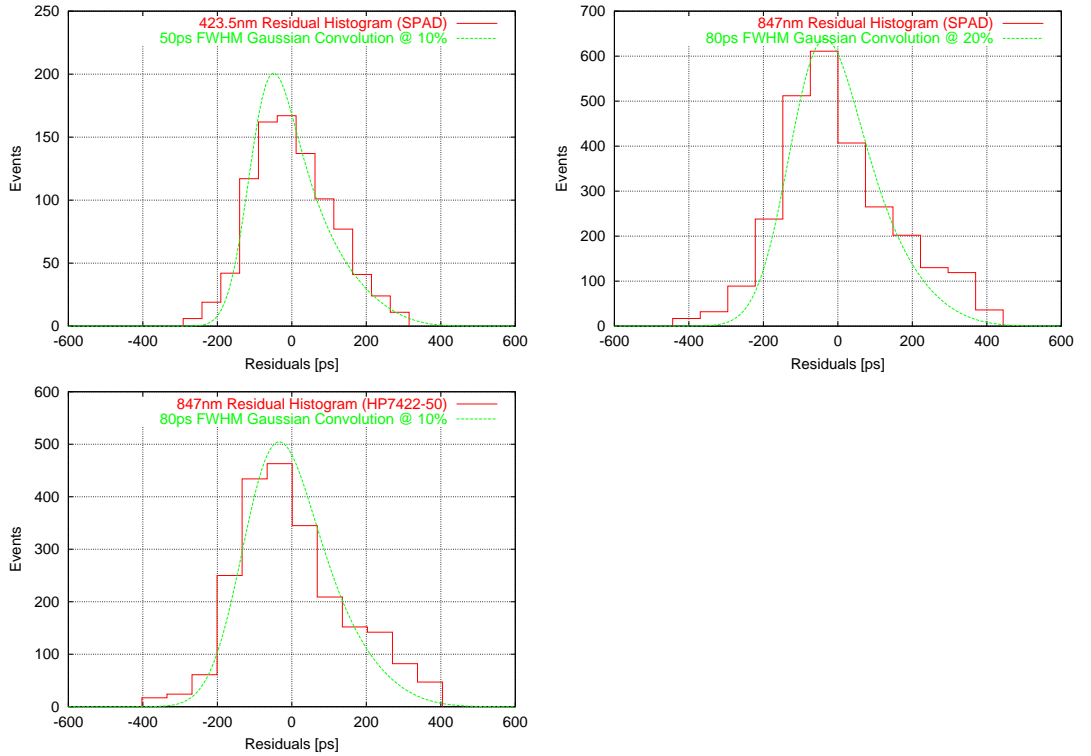 423.5nm Residual Histogram (SPAD)
50ps FWHM Gaussian Convolution @ 10%
Events
250
200
150
100
50
0
-600 -400 -200 0 200 400 600
Residuals [ps]
847nm Residual Histogram (SPAD)
80ps FWHM Gaussian Convolution @ 20%
Events
700
600
500
400
300
200
100
0
-600 -400 -200 0 200 400 600
Residuals [ps]
847nm Residual Histogram (HP7422-50)
80ps FWHM Gaussian Convolution @ 10%
Events
600
500
400
300
200
100
0
-600 -400 -200 0 200 400 600
Residuals [ps]